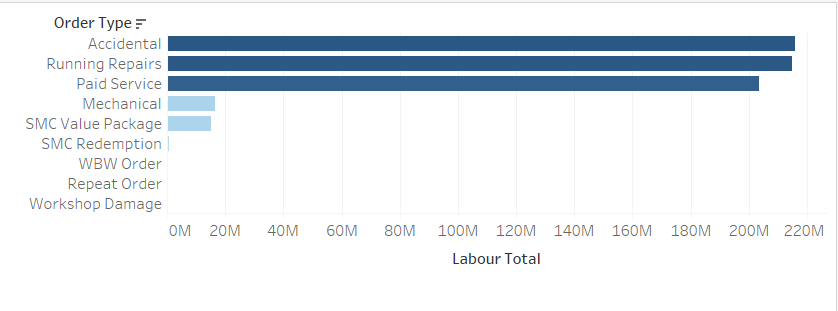 Order Type
Accidental
Running Repairs
Paid Service
Mechanical
SMC Value Package
SMC Redemption
WBW Order
Repeat Order
Workshop Damage
0M 20M 40M 60M 80M 100M 120M 140M 160M 180M 200M 220M
Labour Total